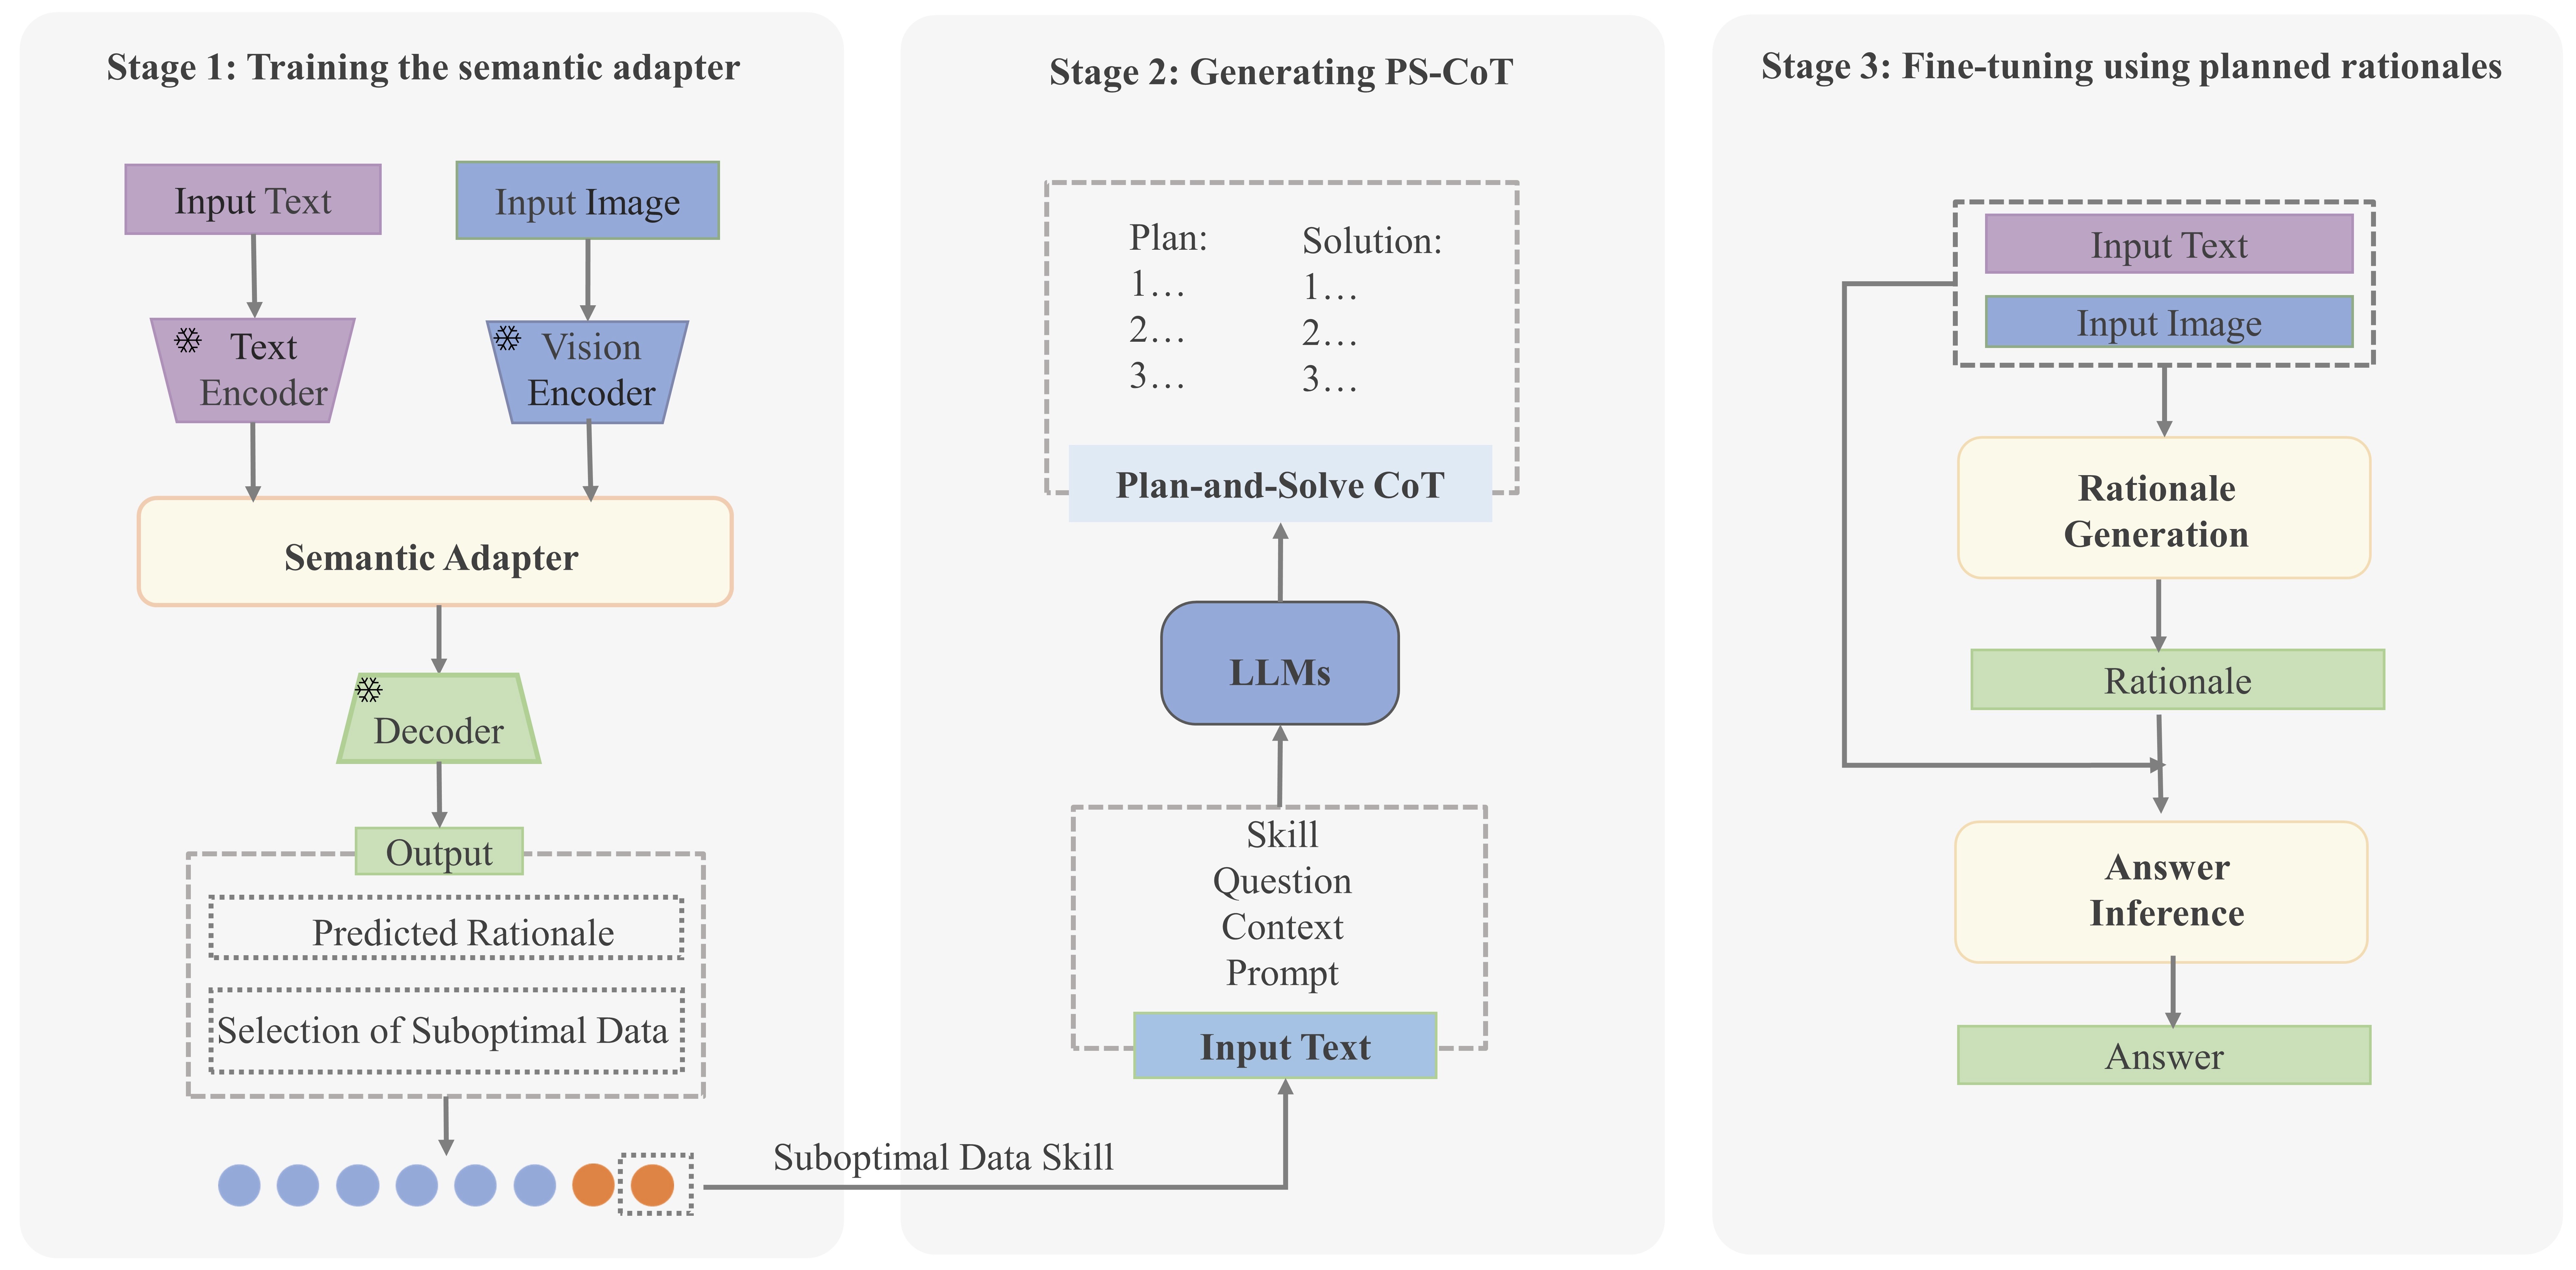 Stage 1: Training the semantic adapter
Input Text
Input Image
Text
Encoder
Vision
Encoder
Semantic Adapter
Decoder
Output
Predicted Rationale
Selection of Suboptimal Data
Suboptimal Data Skill
Stage 2: Generating PS-CoT
Plan:
1…
2…
3…
Solution:
1…
2…
3…
Plan-and-Solve CoT
LLMs
Skill
Question
Context
Prompt
Input Text
Stage 3: Fine-tuning using planned rationales
Input Text
Input Image
Rationale
Generation
Rationale
Answer
Inference
Answer